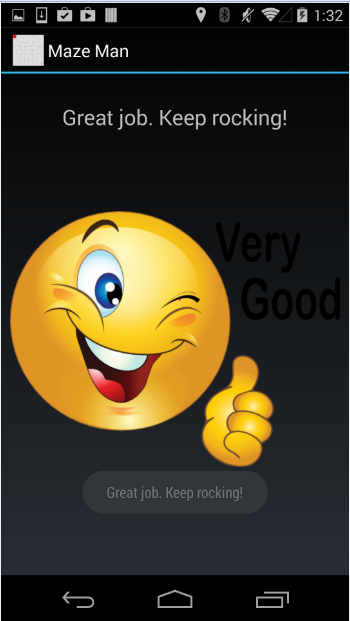 1:32
Maze Man
Great job. Keep rocking!
Very
Good
Great job. Keep rocking!